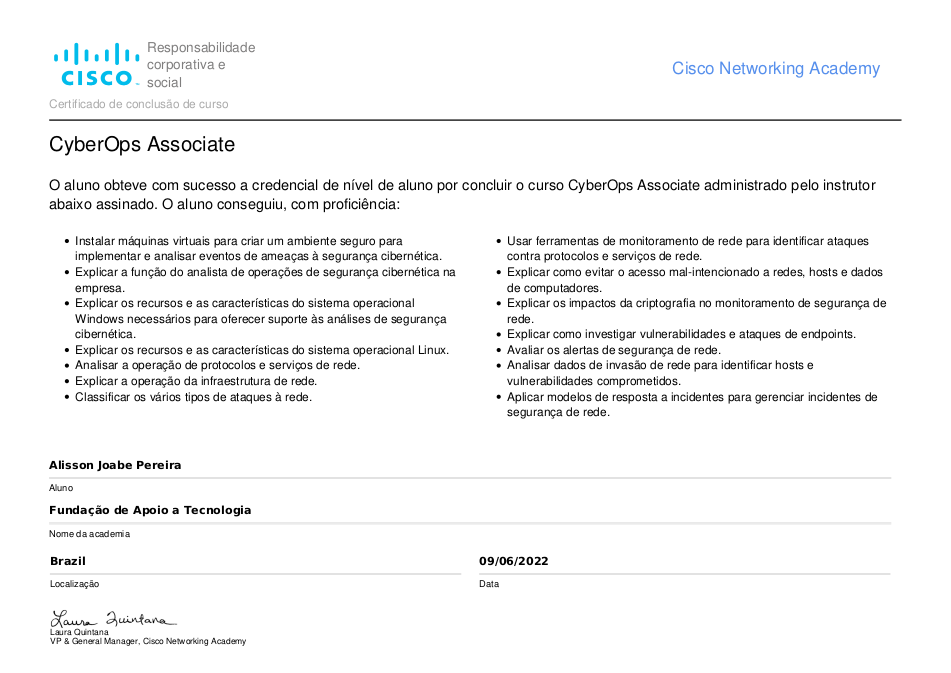 CISCO
Responsabilidade
corporativa e
social
Certificado de conclusão de curso
Cisco Networking Academy
CyberOps Associate
O aluno obteve com sucesso a credencial de nível de aluno por concluir o curso CyberOps Associate administrado pelo instrutor
abaixo assinado. O aluno conseguiu, com proficiência:
• Instalar máquinas virtuais para criar um ambiente seguro para
implementar e analisar eventos de ameaças à segurança cibernética.
• Explicar a função do analista de operações de segurança cibernética na
empresa.
• Explicar os recursos e as características do sistema operacional
Windows necessários para oferecer suporte às análises de segurança
cibernética.
• Explicar os recursos e as características do sistema operacional Linux.
• Analisar a operação de protocolos e serviços de rede.
• Explicar a operação da infraestrutura de rede.
• Classificar os vários tipos de ataques à rede.
• Usar ferramentas de monitoramento de rede para identificar ataques
contra protocolos e serviços de rede.
• Explicar como evitar o acesso mal-intencionado a redes, hosts e dados
de computadores.
• Explicar os impactos da criptografia no monitoramento de segurança de
rede.
• Explicar como investigar vulnerabilidades e ataques de endpoints.
• Avaliar os alertas de segurança de rede.
• Analisar dados de invasão de rede para identificar hosts e
vulnerabilidades comprometidos.
• Aplicar modelos de resposta a incidentes para gerenciar incidentes de
segurança de rede.
Alisson Joabe Pereira
Aluno
Fundação de Apoio a Tecnologia
Nome da academia
Brazil
Localização
09/06/2022
Data
Laura Quintana
Laura Quintana
VP & General Manager, Cisco Networking Academy